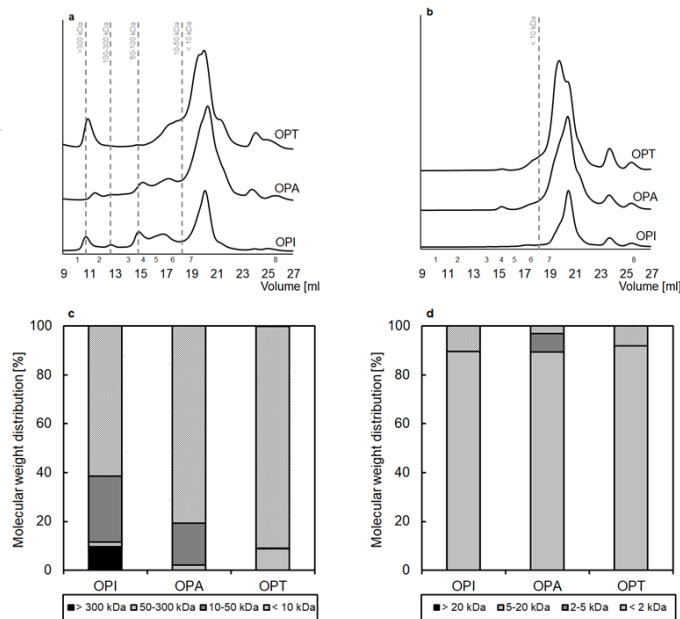 a
>300 kDa
100-300 kDa
50-100 kDa
10-50 kDa
< 10 kDa
OPT
OPA
OPI
1 2 3 4 5 6 7 8
9 11 13 15 17 19 21 23 25 27
Volume [ml]
b
< 10 kDa
OPT
OPA
OPI
1 2 3 4 5 6 7 8
9 11 13 15 17 19 21 23 25 27
Volume [ml]
c
Molecular weight distribution [%]
100
80
60
40
20
0
OPI OPA OPT
> 300 kDa 50-300 kDa 10-50 kDa < 10 kDa
d
Molecular weight distribution [%]
100
80
60
40
20
0
OPI OPA OPT
> 20 kDa 5-20 kDa 2-5 kDa < 2 kDa